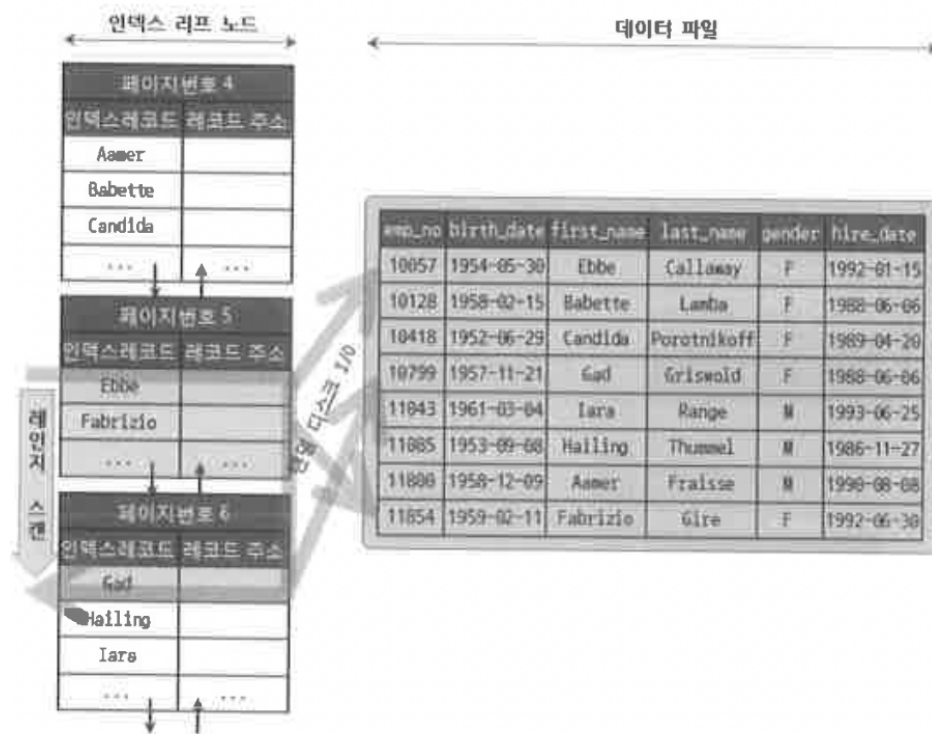 인덱스 리프 노드
데이터 파일
페이지번호 4
인덱스레코드 레코드 주소
Aamer
Babette
Candida
... ...
페이지번호 5
인덱스레코드 레코드 주소
Ebbe
Fabrizio
... ...
페이지번호 6
인덱스레코드 레코드 주소
Gad
Hailing
Iara
... ...
레인지 스캔
디스크 I/O
emp_no birth_date first_name last_name gender hire_date
10057 1954-05-30 Ebbe Callaway F 1992-01-15
10128 1958-02-15 Babette Lamba F 1988-06-06
10418 1952-06-29 Candida Porotnikoff F 1989-04-20
10799 1957-11-21 Gad Griswold F 1988-06-06
11043 1961-03-04 Iara Range M 1993-06-25
11085 1953-09-08 Hailing Thummel M 1986-11-27
11800 1958-12-09 Aamer Fraisse M 1990-08-08
11854 1959-02-11 Fabrizio Gire F 1992-06-30